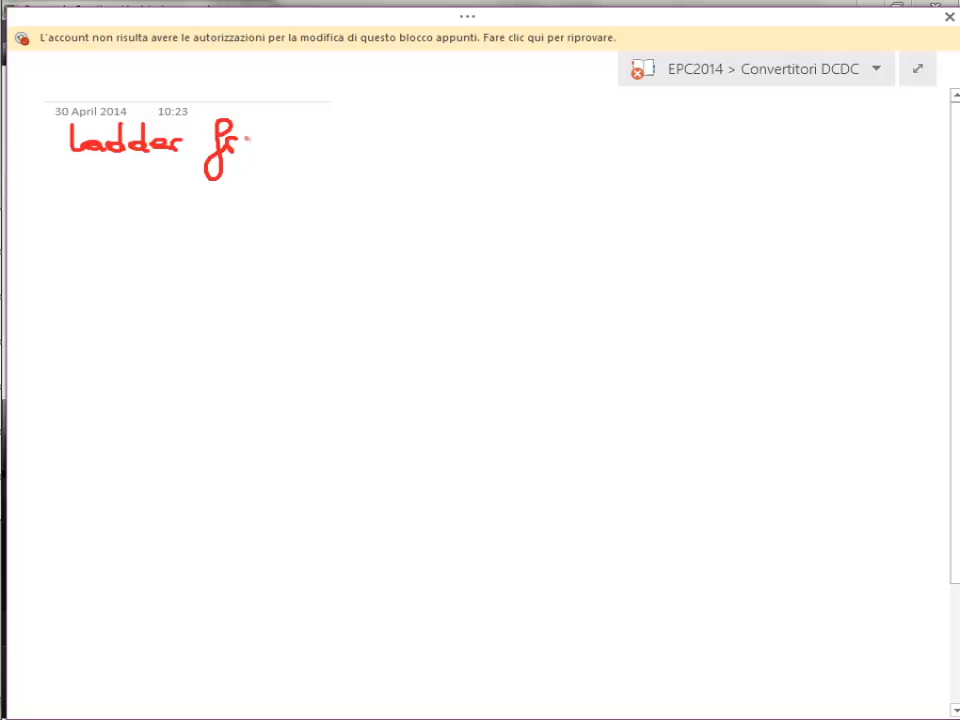 L'account non risulta avere le autorizzazioni per la modifica di questo blocco appunti. Fare clic qui per riprovare.
EPC2014 > Convertitori DCDC
30 April 2014 10:23
ladder fr